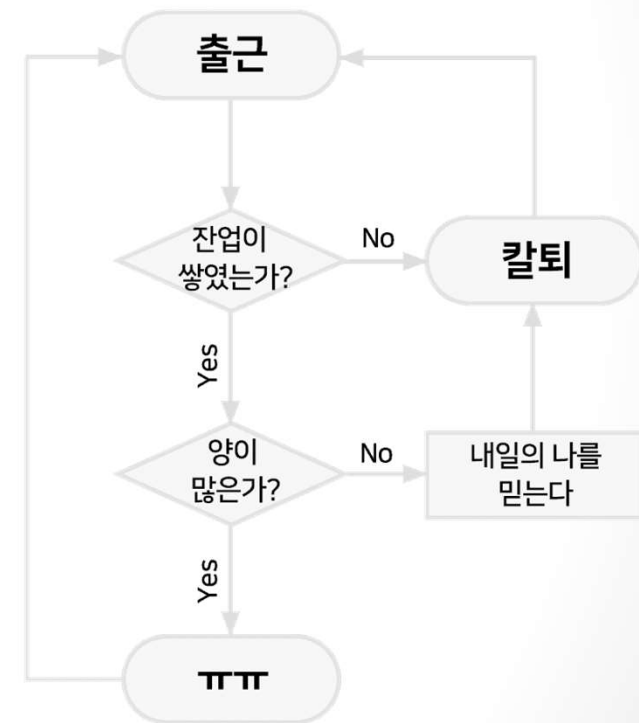 출근
잔업이
쌓였는가?
No
칼퇴
Yes
양이
많은가?
No
내일의 나를
믿는다
Yes
ㅠㅠ